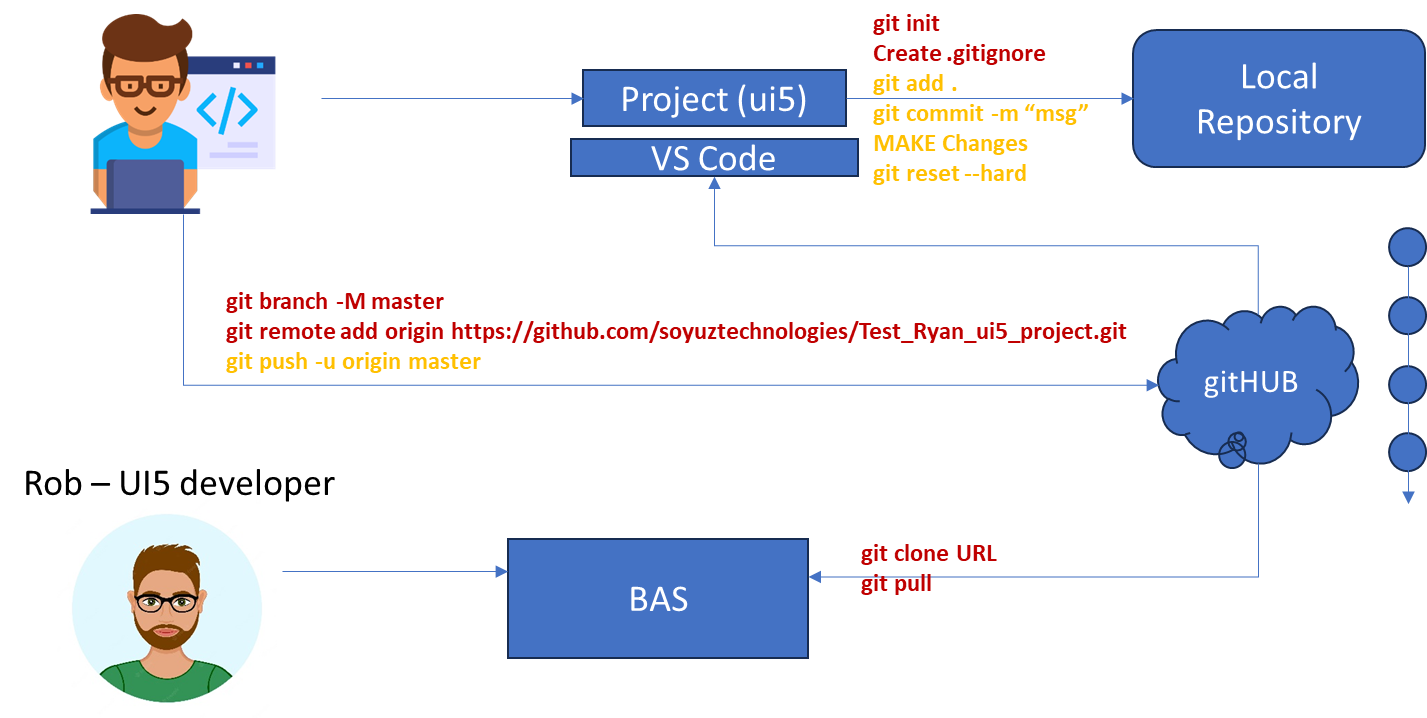 git init
Create .gitignore
git add .
git commit -m “msg”
MAKE Changes
git reset --hard
Project (ui5)
VS Code
Local
Repository
git branch -M master
git remote add origin https://github.com/soyuztechnologies/Test_Ryan_ui5_project.git
git push -u origin master
gitHUB
Rob – UI5 developer
BAS
git clone URL
git pull